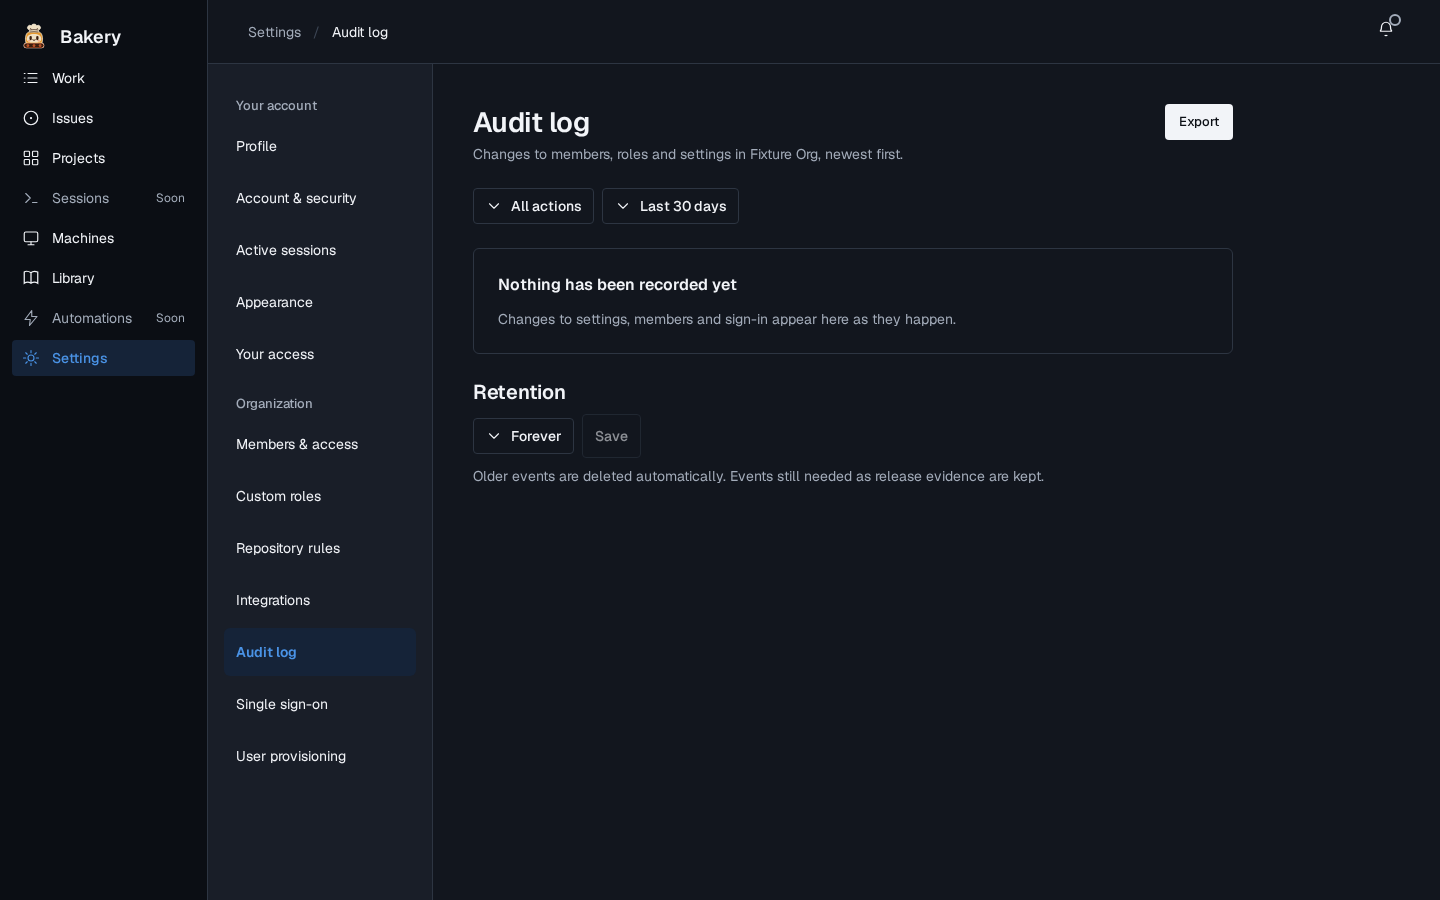 Bakery
Work
Issues
Projects
Sessions Soon
Machines
Library
Automations Soon
Settings
Settings / Audit log
Your account
Profile
Account & security
Active sessions
Appearance
Your access
Organization
Members & access
Custom roles
Repository rules
Integrations
Audit log
Single sign-on
User provisioning
Audit log
Export
Changes to members, roles and settings in Fixture Org, newest first.
All actions Last 30 days
Nothing has been recorded yet
Changes to settings, members and sign-in appear here as they happen.
Retention
Forever Save
Older events are deleted automatically. Events still needed as release evidence are kept.